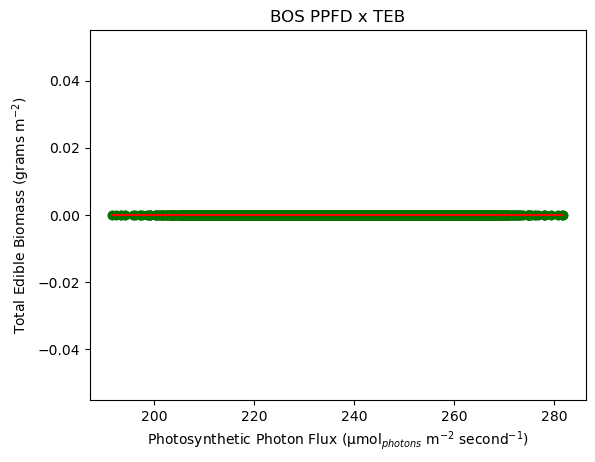 BOS PPFD x TEB
Total Edible Biomass (grams m⁻²)
0.04
0.02
0.00
−0.02
−0.04
200 220 240 260 280
Photosynthetic Photon Flux (μmolₚₕₒₜₒₙₛ m⁻² second⁻¹)